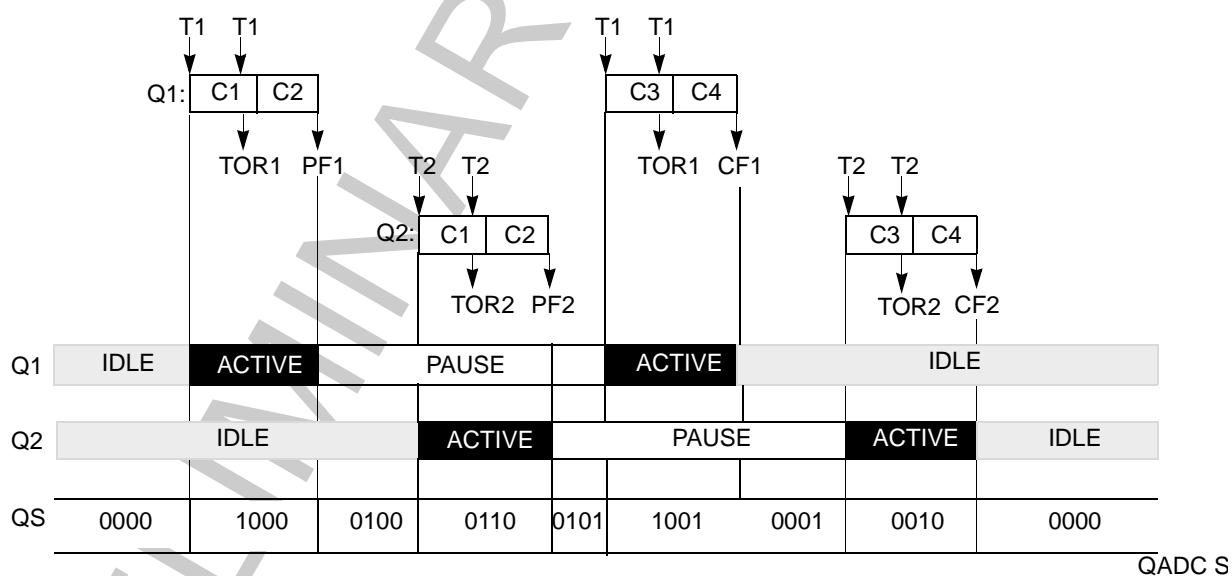 T1 T1 T1 T1
Q1: C1 C2 C3 C4
TOR1 PF1 T2 T2 TOR1 CF1 T2 T2
Q2: C1 C2 C3 C4
TOR2 PF2 TOR2 CF2
Q1 IDLE ACTIVE PAUSE ACTIVE IDLE
Q2 IDLE ACTIVE PAUSE ACTIVE IDLE
QS 0000 1000 0100 0110 0101 1001 0001 0010 0000
QADC S